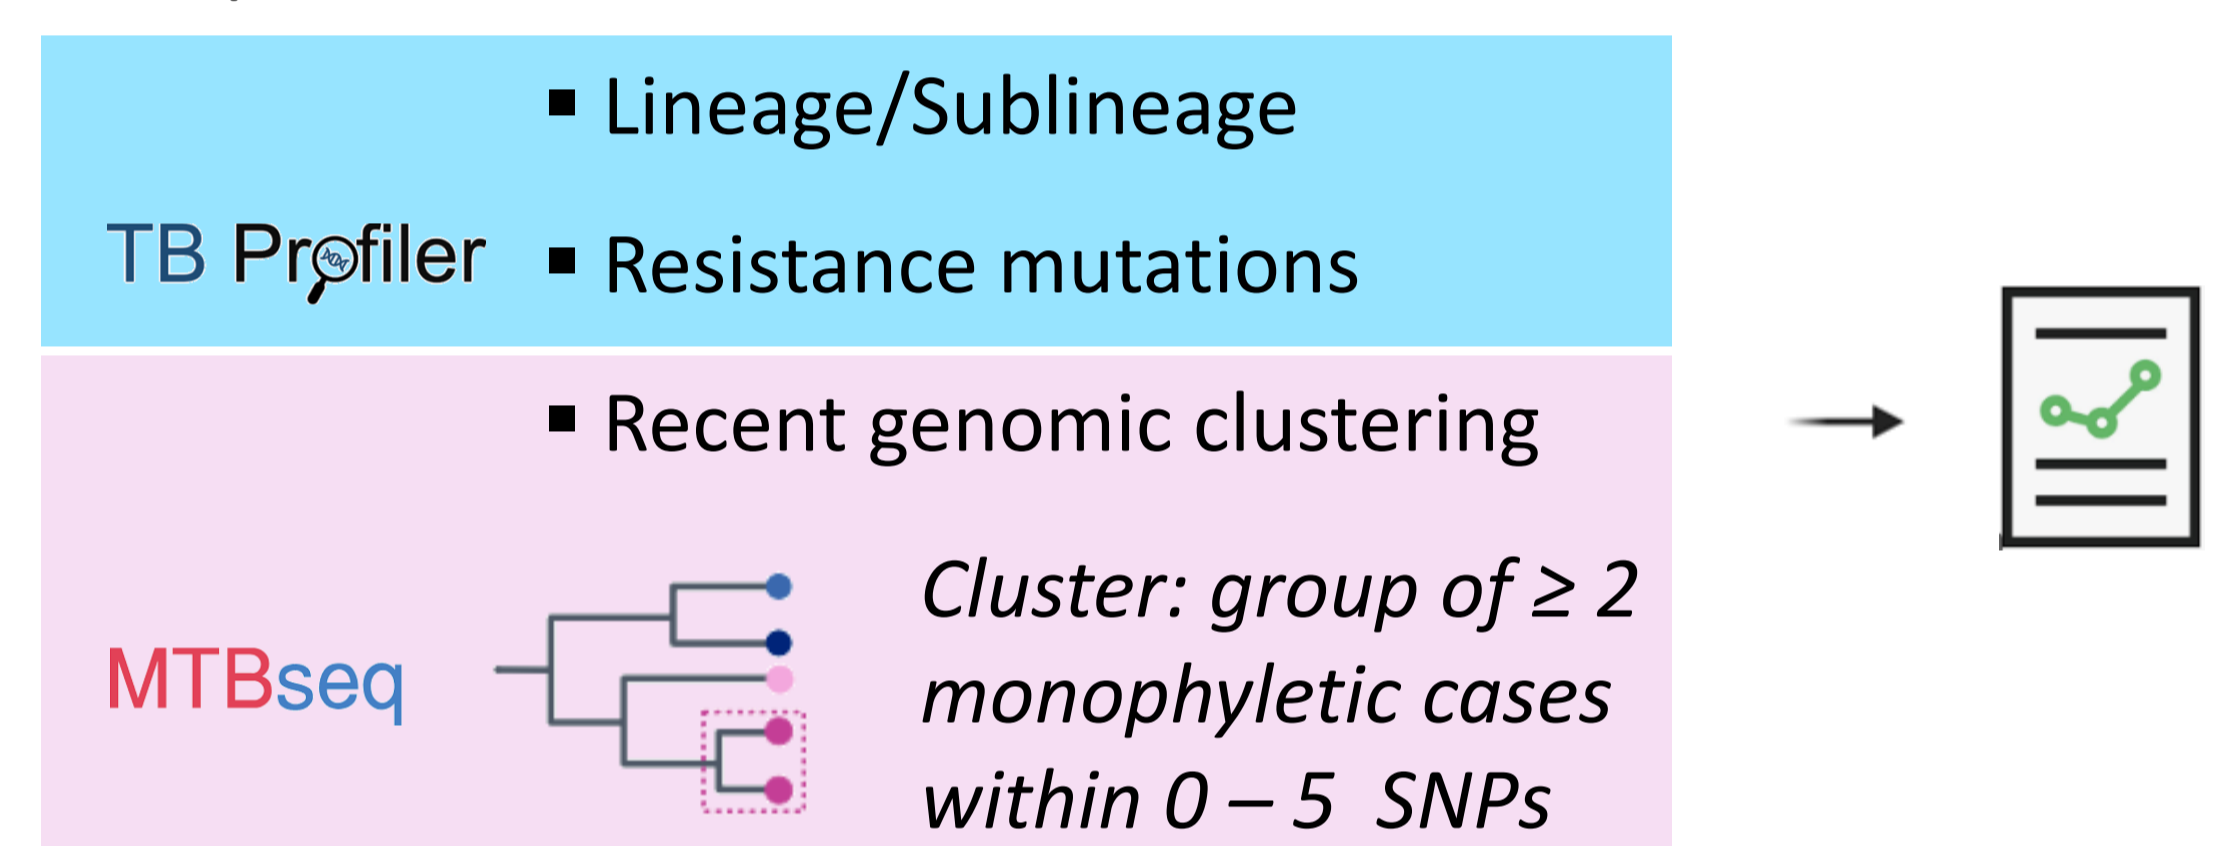 ▪ Lineage/Sublineage
TB Profiler
▪ Resistance mutations
▪ Recent genomic clustering
MTBseq
Cluster: group of ≥ 2
monophyletic cases
within 0 – 5 SNPs